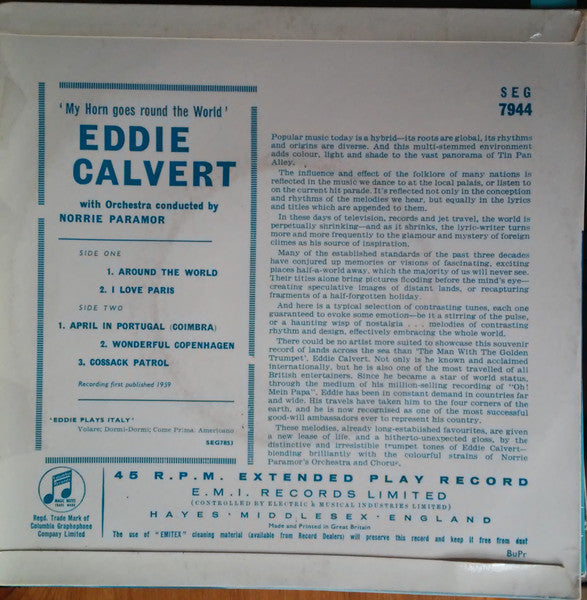 SEG
7944
'My Horn goes round the World'
EDDIE
CALVERT
with Orchestra conducted by
NORRIE PARAMOR
SIDE ONE
1. AROUND THE WORLD
2. I LOVE PARIS
SIDE TWO
1. APRIL IN PORTUGAL (COIMBRA)
2. WONDERFUL COPENHAGEN
3. COSSACK PATROL
Recording first published 1959
"EDDIE PLAYS ITALY"
Volare; Dormi-Dormi; Come Prima; Americano
SEG7853
Popular music today is a hybrid—its roots are global, its rhythms
and origins are diverse. And this multi-stemmed environment
adds colour, light and shade to the vast panorama of Tin Pan
Alley.
The influence and effect of the folklore of many nations is
reflected in the music we dance to at the local palais, or listen to
on the current hit parade. It's reflected not only in the conception
and rhythms of the melodies we hear, but equally in the lyrics
and titles which are appended to them.
In these days of television, records and jet travel, the world is
perpetually shrinking—and as it shrinks, the lyric-writer turns
more and more frequently to the glamour and mystery of foreign
climes as his source of inspiration.
Many of the established standards of the past three decades
have conjured up memories or visions of fascinating, exciting
places half-a-world away, which the majority of us will never see.
Their titles alone bring pictures flooding before the mind's eye—
creating speculative images of distant lands, or recapturing
fragments of a half-forgotten holiday.
And here is a typical selection of contrasting tunes, each one
guaranteed to evoke some emotion—be it a stirring of the pulse,
or a haunting wisp of nostalgia . . . melodies of contrasting
rhythm and design, effectively embracing the whole world.
There could be no artist more suited to showcase this souvenir
record of lands across the sea than 'The Man With The Golden
Trumpet', Eddie Calvert. Not only is he known and acclaimed
internationally, but he is also one of the most travelled of all
British entertainers. Since he became a star of world status,
through the medium of his million-selling recording of "Oh!
Mein Papa", Eddie has been in constant demand in countries far
and wide. His travels have taken him to the four corners of the
earth, and he is now recognised as one of the most successful
good-will ambassadors ever to represent his country.
These melodies, already long-established favourites, are given
a new lease of life, and a hitherto-unexpected gloss, by the
distinctive and irresistible trumpet tones of Eddie Calvert—
blending brilliantly with the colourful strains of Norrie
Paramor's Orchestra and Chorus.
MAGIC NOTES
TRADE MARK
Regd. Trade Mark of
Columbia Graphophone
Company Limited
45 R.P.M. EXTENDED PLAY RECORD
E.M.I. RECORDS LIMITED
(CONTROLLED BY ELECTRIC & MUSICAL INDUSTRIES LIMITED)
HAYES · MIDDLESEX · ENGLAND
Made and Printed in Great Britain
The use of "EMITEX" cleaning material (available from Record Dealers) will preserve this record and keep it free from dust
BuPr